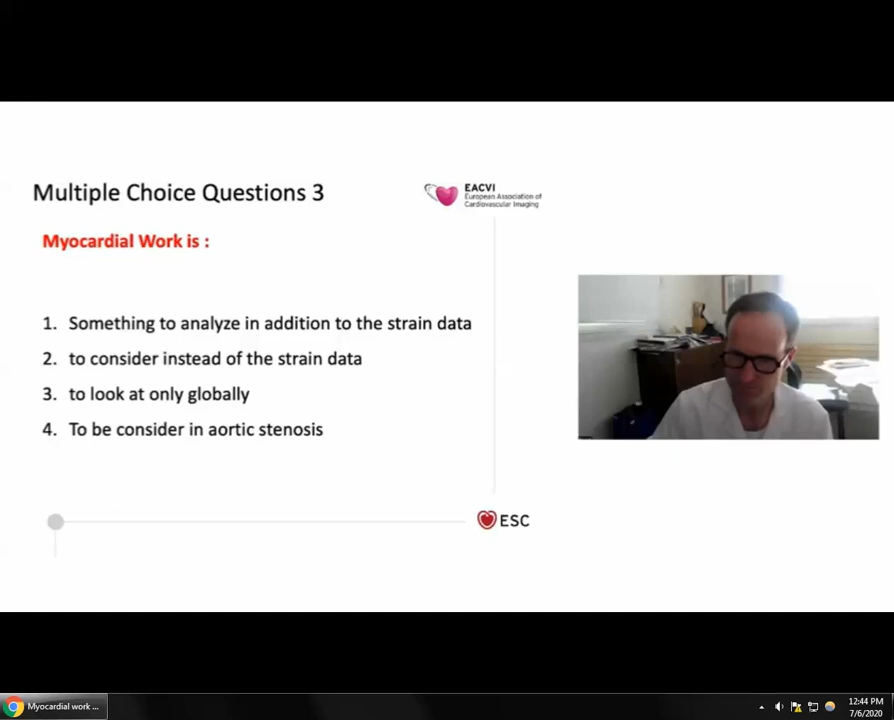 Multiple Choice Questions 3
EACVI
European Association of
Cardiovascular Imaging
Myocardial Work is :
1. Something to analyze in addition to the strain data
2. to consider instead of the strain data
3. to look at only globally
4. To be consider in aortic stenosis
ESC
Myocardial work ...
12:44 PM
7/6/2020